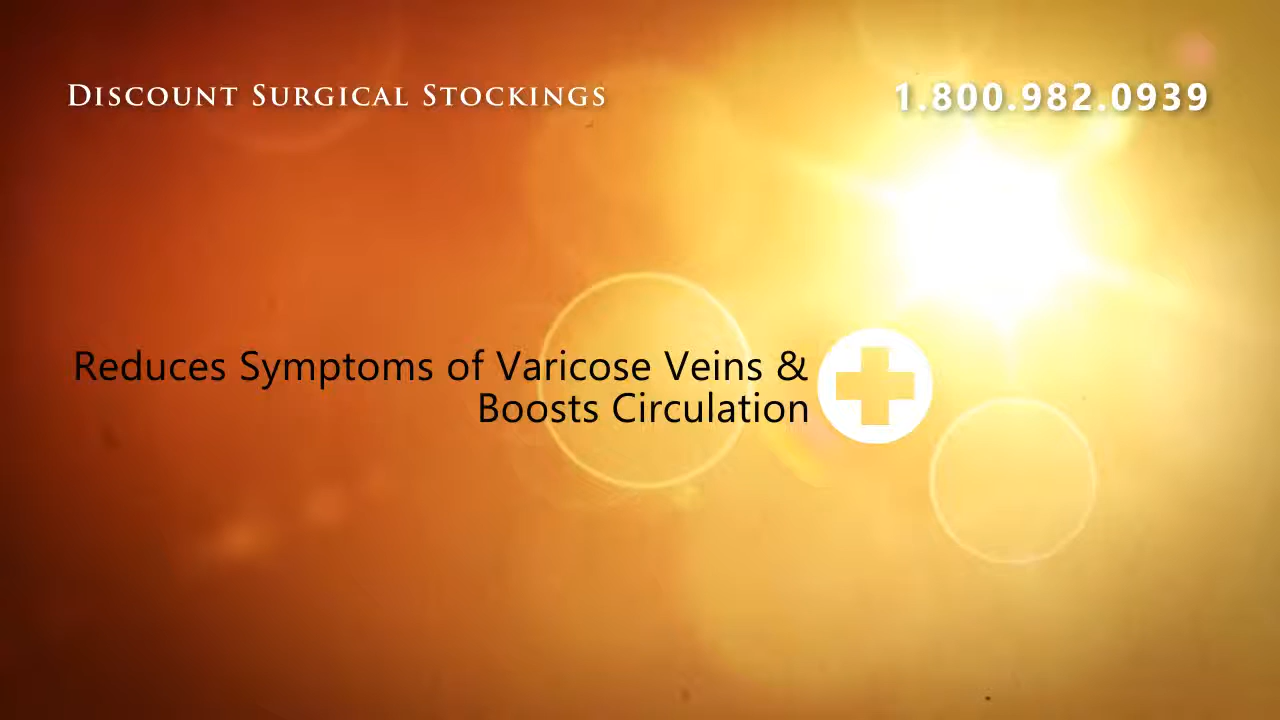 Discount Surgical Stockings
1.800.982.0939
Reduces Symptoms of Varicose Veins &
Boosts Circulation